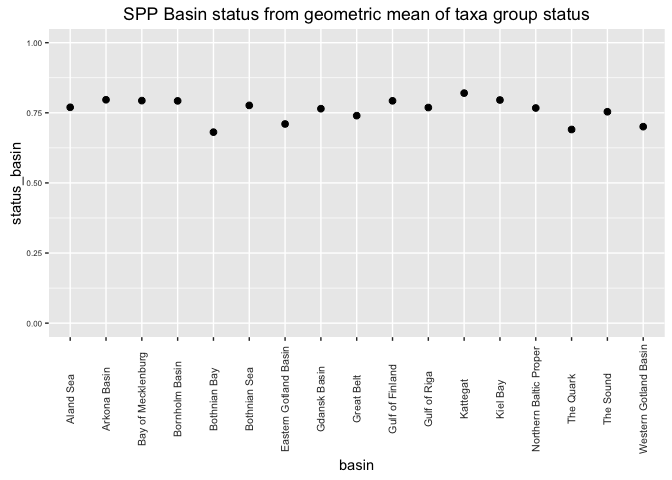 SPP Basin status from geometric mean of taxa group status
1.00
0.75
0.50
0.25
0.00
status_basin
Aland Sea
Arkona Basin
Bay of Mecklenburg
Bornholm Basin
Bothnian Bay
Bothnian Sea
Eastern Gotland Basin
Gdansk Basin
Great Belt
Gulf of Finland
Gulf of Riga
Kattegat
Kiel Bay
Northern Baltic Proper
The Quark
The Sound
Western Gotland Basin
basin